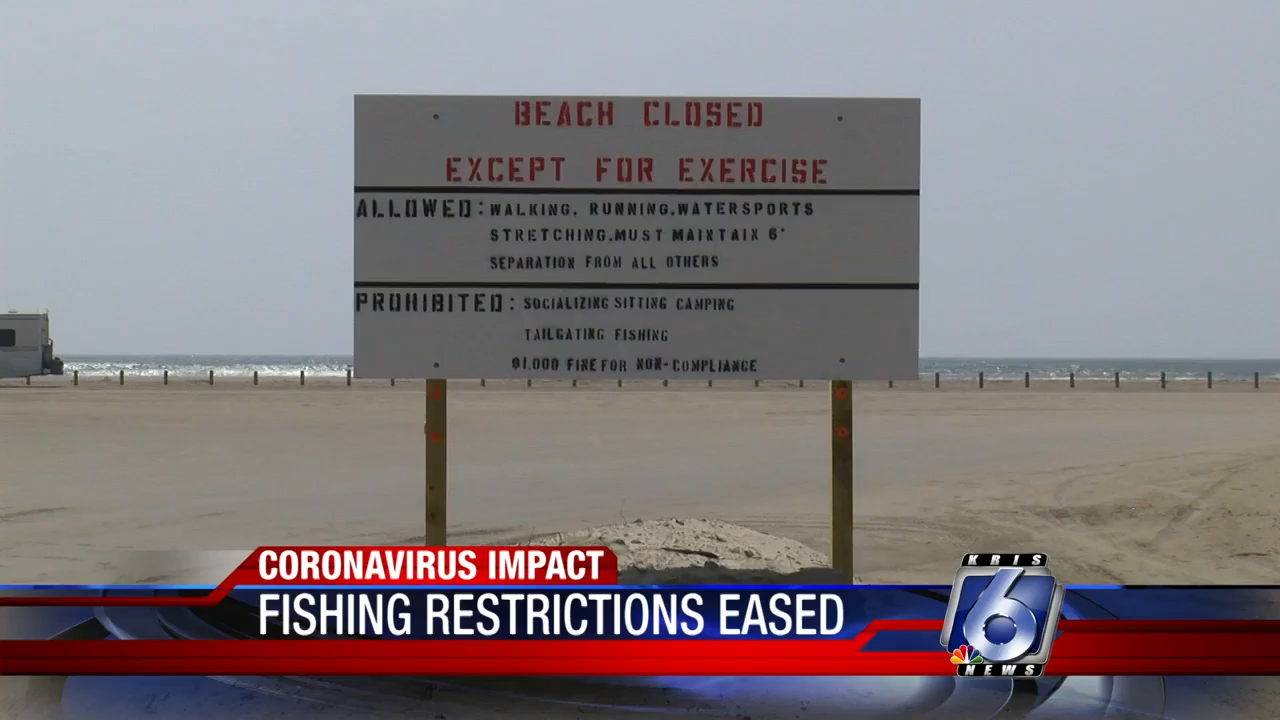 BEACH CLOSED
EXCEPT FOR EXERCISE
ALLOWED: WALKING, RUNNING.WATERSPORTS
STRETCHING.MUST MAINTAIN 6'
SEPARATION FROM ALL OTHERS
PROHIBITED: SOCIALIZING SITTING CAMPING
TAILGATING FISHING
$1,000 FINE FOR NON-COMPLIANCE
CORONAVIRUS IMPACT
FISHING RESTRICTIONS EASED
KRIS
6
NEWS